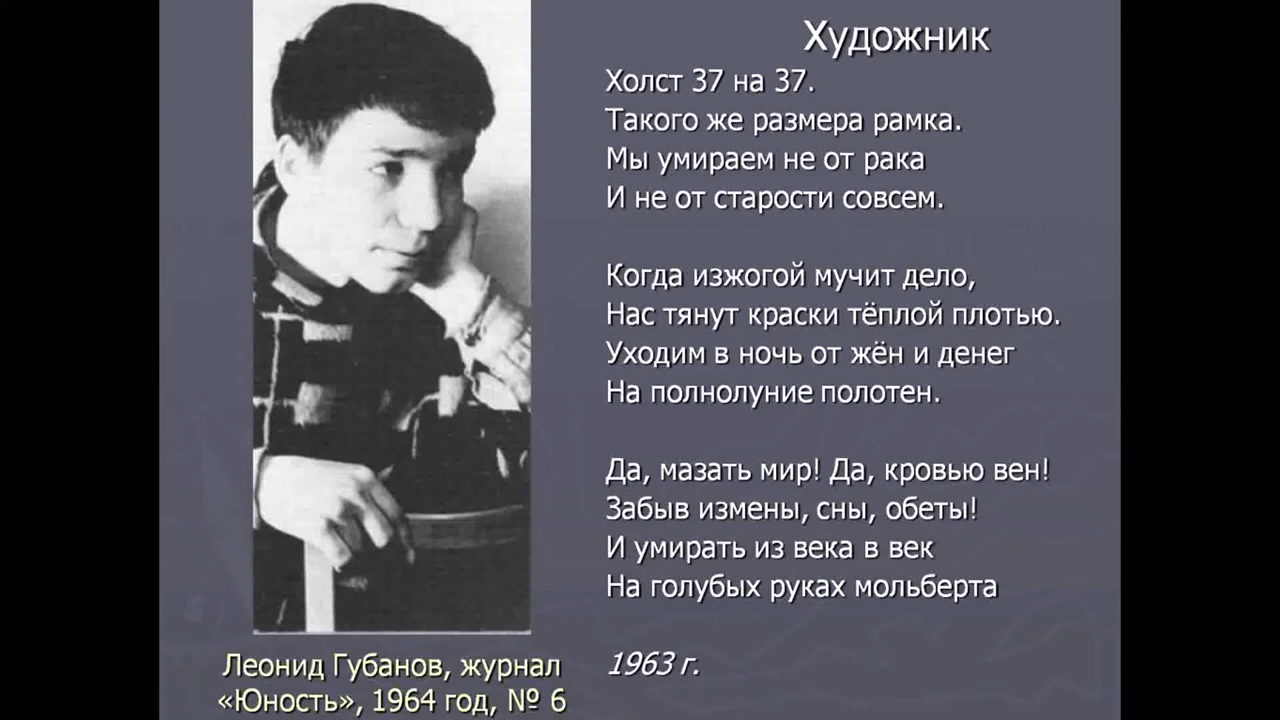 Художник
Холст 37 на 37.
Такого же размера рамка.
Мы умираем не от рака
И не от старости совсем.
Когда изжогой мучит дело,
Нас тянут краски тёплой плотью.
Уходим в ночь от жён и денег
На полнолуние полотен.
Да, мазать мир! Да, кровью вен!
Забыв измены, сны, обеты!
И умирать из века в век
На голубых руках мольберта
1963 г.
Леонид Губанов, журнал
«Юность», 1964 год, № 6